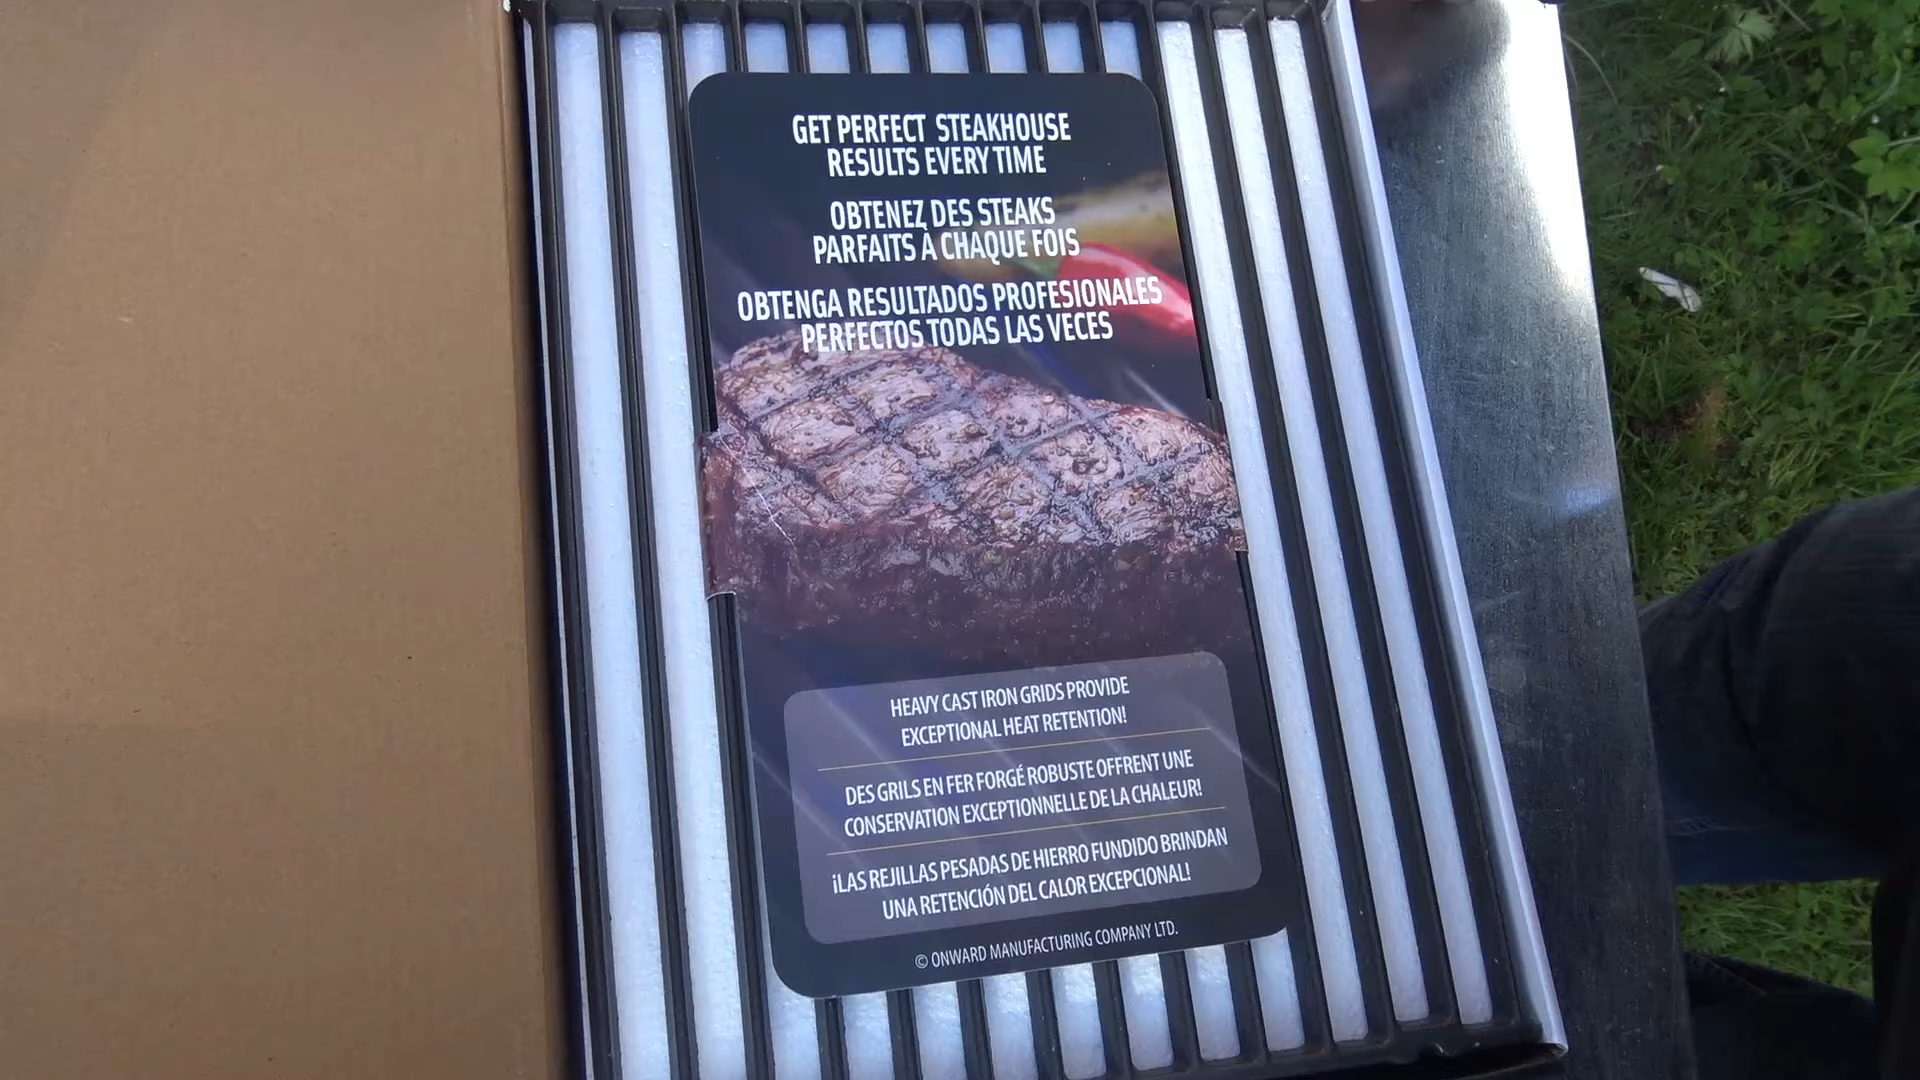 GET PERFECT STEAKHOUSE
RESULTS EVERY TIME
OBTENEZ DES STEAKS
PARFAITS À CHAQUE FOIS
OBTENGA RESULTADOS PROFESIONALES
PERFECTOS TODAS LAS VECES
HEAVY CAST IRON GRIDS PROVIDE
EXCEPTIONAL HEAT RETENTION!
DES GRILS EN FER FORGÉ ROBUSTE OFFRENT UNE
CONSERVATION EXCEPTIONNELLE DE LA CHALEUR!
¡LAS REJILLAS PESADAS DE HIERRO FUNDIDO BRINDAN
UNA RETENCIÓN DEL CALOR EXCEPCIONAL!
© ONWARD MANUFACTURING COMPANY LTD.